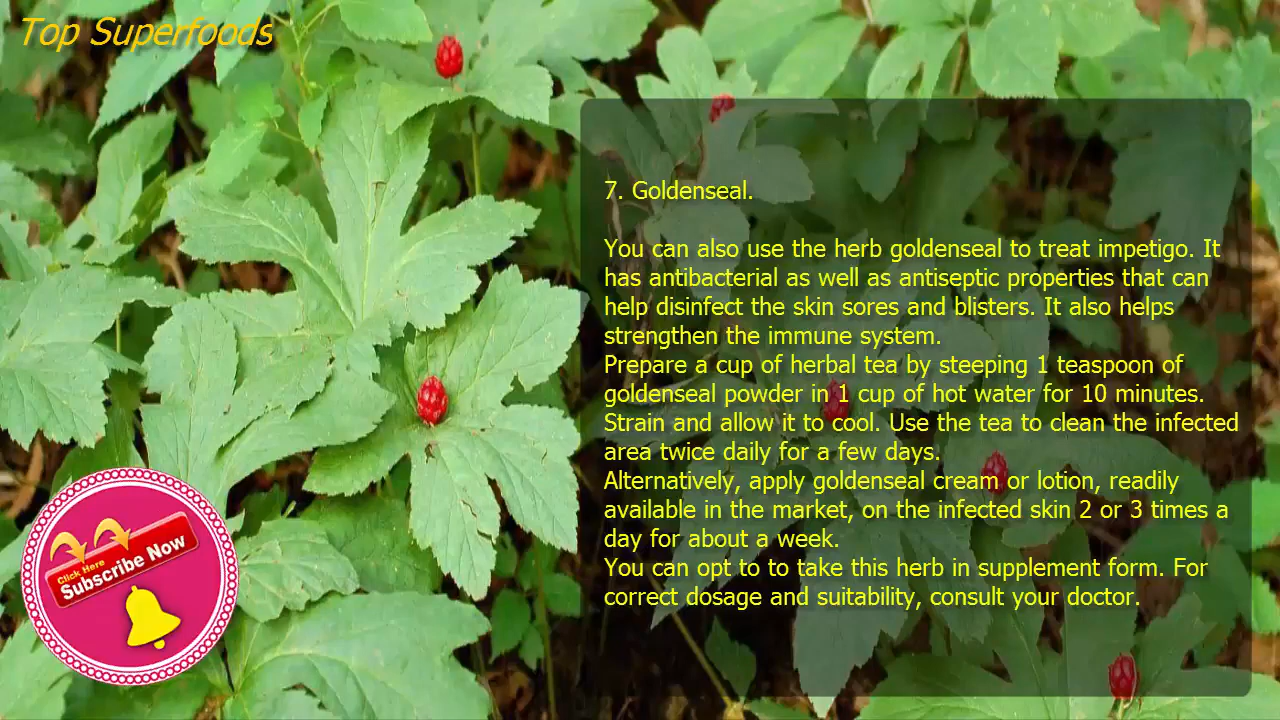 Top Superfoods
7. Goldenseal.
You can also use the herb goldenseal to treat impetigo. It
has antibacterial as well as antiseptic properties that can
help disinfect the skin sores and blisters. It also helps
strengthen the immune system.
Prepare a cup of herbal tea by steeping 1 teaspoon of
goldenseal powder in 1 cup of hot water for 10 minutes.
Strain and allow it to cool. Use the tea to clean the infected
area twice daily for a few days.
Alternatively, apply goldenseal cream or lotion, readily
available in the market, on the infected skin 2 or 3 times a
day for about a week.
You can opt to to take this herb in supplement form. For
correct dosage and suitability, consult your doctor.
Click Here
Subscribe Now